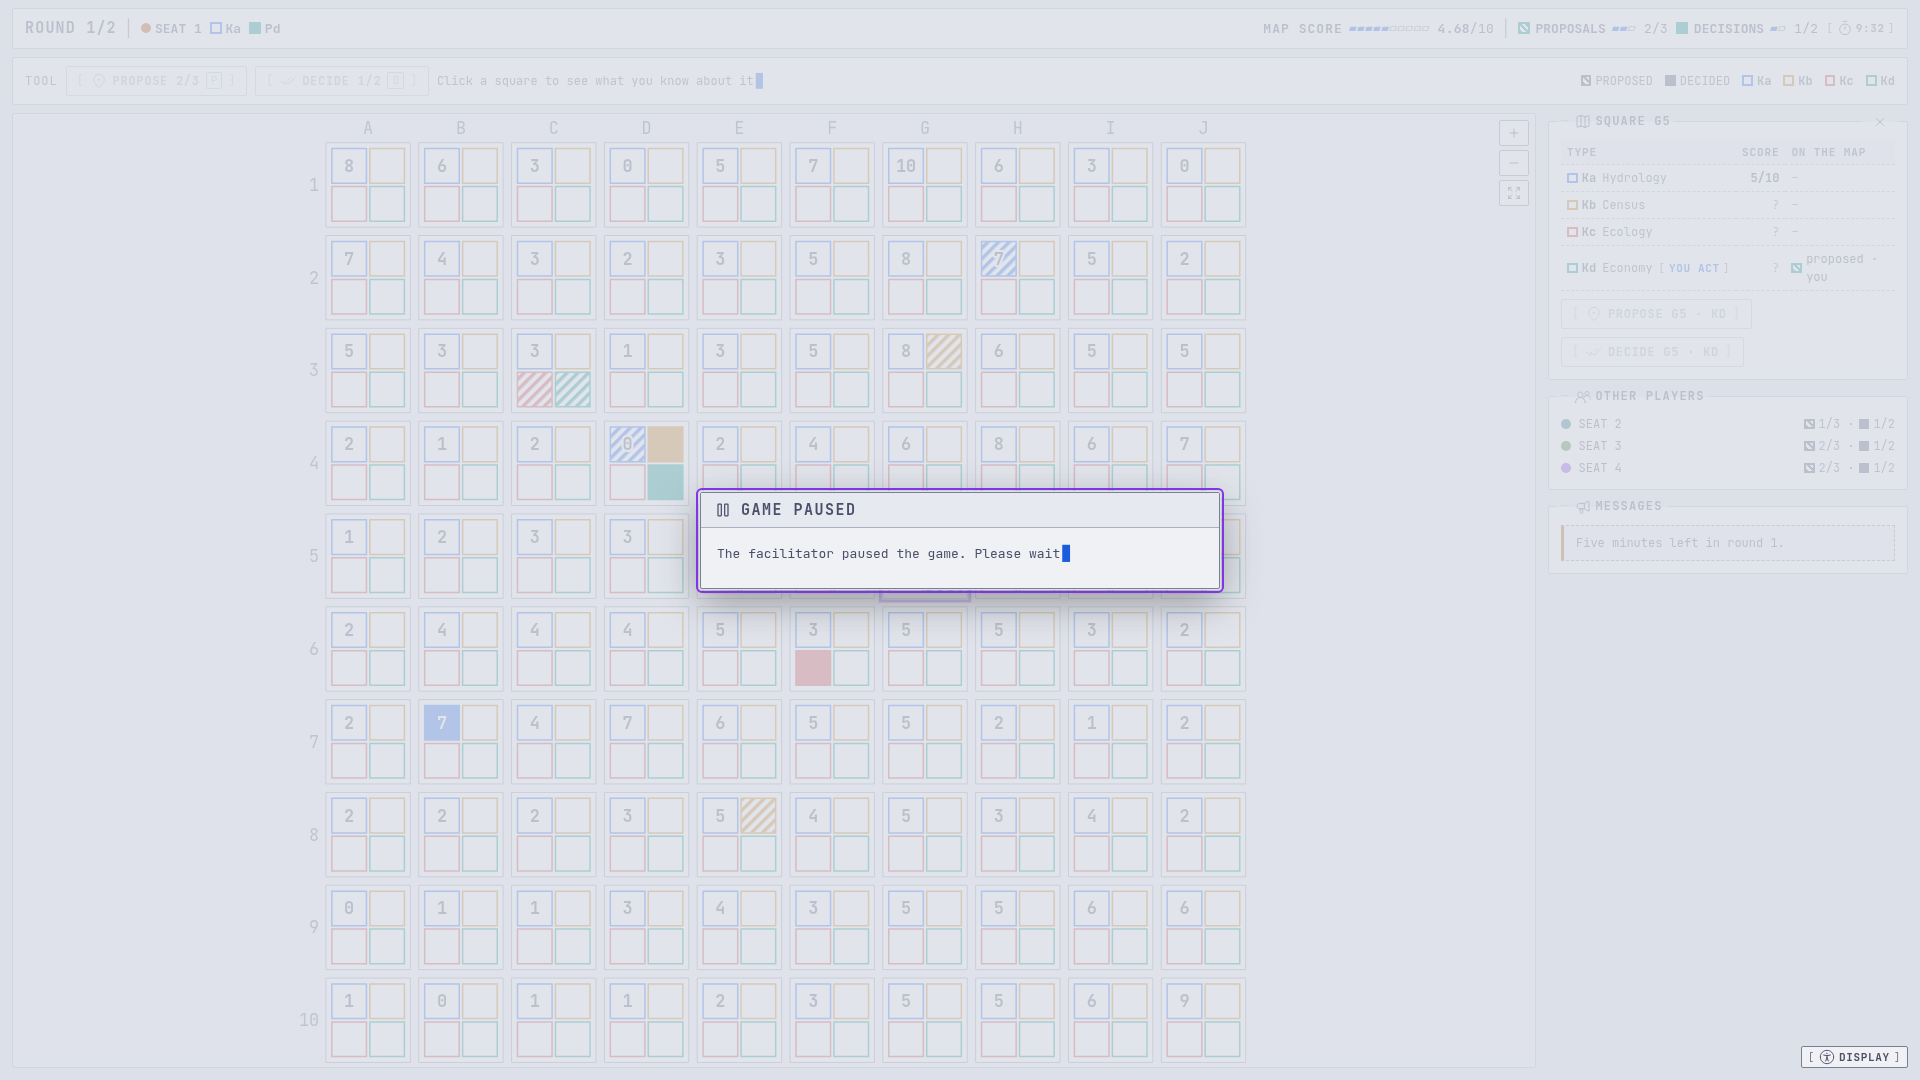 ROUND 1/2 SEAT 1 Ka Pd MAP SCORE 4.68/10 PROPOSALS 2/3 DECISIONS 1/2 [ 9:32 ]
TOOL [ PROPOSE 2/3 P ] [ DECIDE 1/2 D ] Click a square to see what you know about it PROPOSED DECIDED Ka Kb Kc Kd
A B C D E F G H I J
1 8 6 3 0 5 7 10 6 3 0
2 7 4 3 2 3 5 8 7 5 2
3 5 3 3 1 3 5 8 6 5 5
4 2 1 2 0 2 4 6 8 6 7
5 1 2 3 3
6 2 4 4 4 5 3 5 5 3 2
7 2 7 4 7 6 5 5 2 1 2
8 2 2 2 3 5 4 5 3 4 2
9 0 1 1 3 4 3 5 5 6 6
10 1 0 1 1 2 3 5 5 6 9
+
−
GAME PAUSED
The facilitator paused the game. Please wait
SQUARE G5 ×
TYPE SCORE ON THE MAP
Ka Hydrology 5/10 —
Kb Census ? —
Kc Ecology ? —
Kd Economy [ YOU ACT ] ? proposed ·
you
[ PROPOSE G5 · KD ]
[ DECIDE G5 · KD ]
OTHER PLAYERS
SEAT 2 1/3 · 1/2
SEAT 3 2/3 · 1/2
SEAT 4 2/3 · 1/2
MESSAGES
Five minutes left in round 1.
[ DISPLAY ]